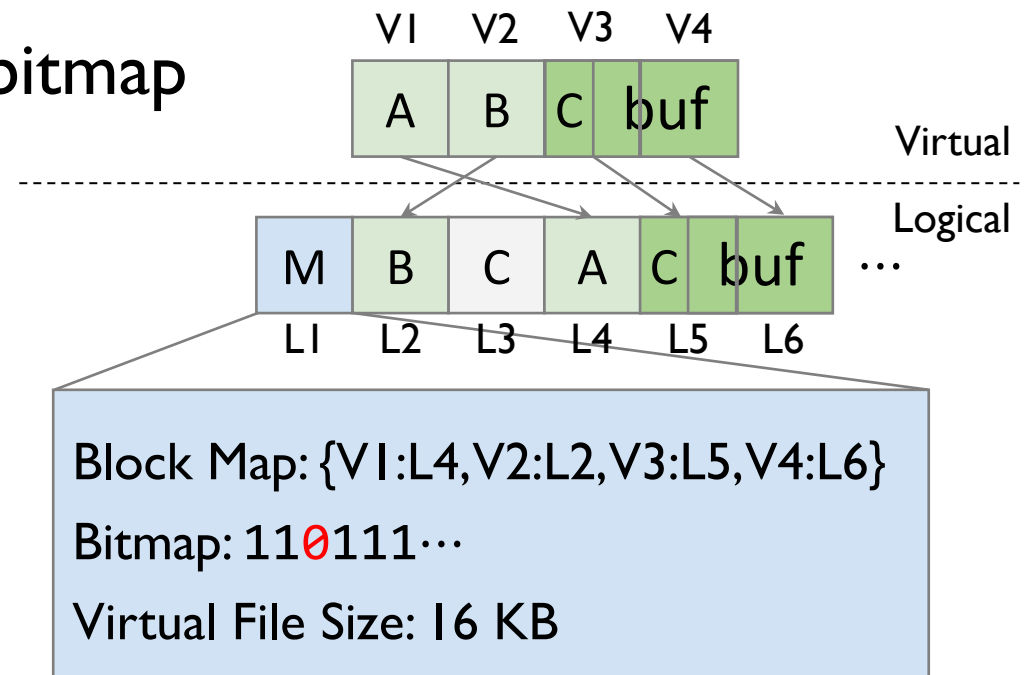 V1 V2 V3 V4
bitmap
A B C buf
Virtual
Logical
M B C A C buf ⋯
L1 L2 L3 L4 L5 L6
Block Map: {V1:L4,V2:L2,V3:L5,V4:L6}
Bitmap: 110111⋯
Virtual File Size: 16 KB